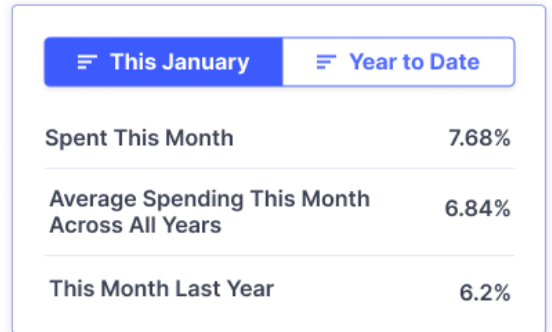 This January
Year to Date
Spent This Month
7.68%
Average Spending This Month
Across All Years
6.84%
This Month Last Year
6.2%